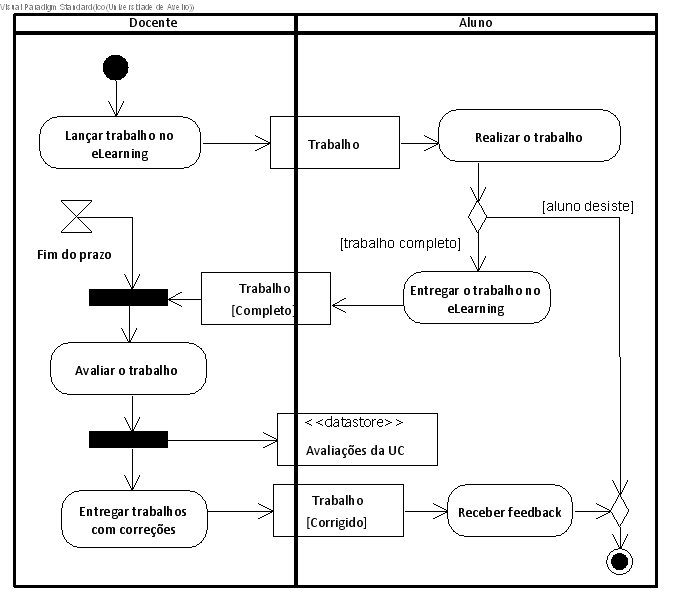 Visual Paradigm Standard(Ico(Universidade de Aveiro))
Docente
Aluno
Lançar trabalho no
eLearning
Trabalho
Realizar o trabalho
[aluno desiste]
[trabalho completo]
Fim do prazo
Trabalho
[Completo]
Entregar o trabalho no
eLearning
Avaliar o trabalho
< <datastore> >
Avaliações da UC
Entregar trabalhos
com correções
Trabalho
[Corrigido]
Receber feedback